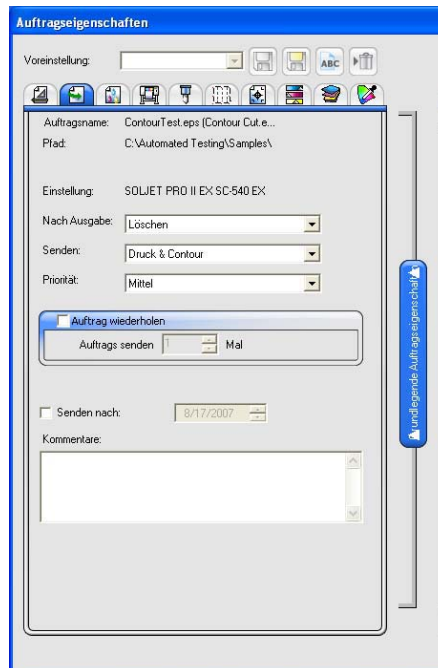 Auftragseigenschaften
Voreinstellung:
ABC
Auftragsname: ContourTest.eps (Contour Cut.e...
Pfad: C:\Automated Testing\Samples\
Einstellung: SOLJET PRO II EX SC-540 EX
Nach Ausgabe: Löschen
Senden: Druck & Contour
Priorität: Mittel
Auftrag wiederholen
Auftrags senden 1 Mal
Senden nach: 8/17/2007
Kommentare:
Grundlegende Auftragseigenschaften